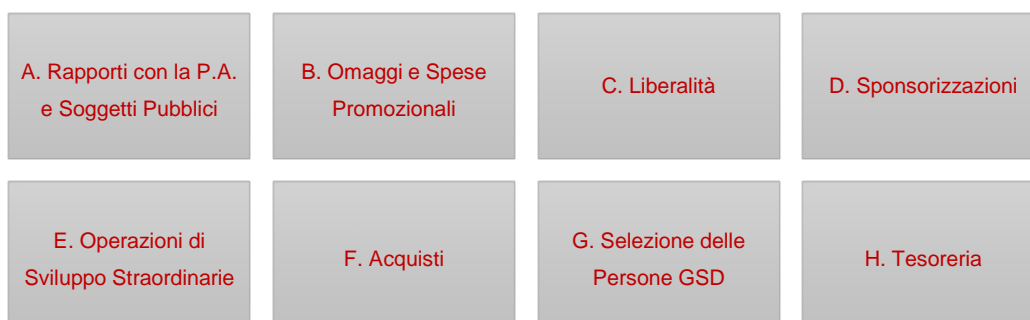 A. Rapporti con la P.A.
e Soggetti Pubblici
B. Omaggi e Spese
Promozionali
C. Liberalità
D. Sponsorizzazioni
E. Operazioni di
Sviluppo Straordinarie
F. Acquisti
G. Selezione delle
Persone GSD
H. Tesoreria